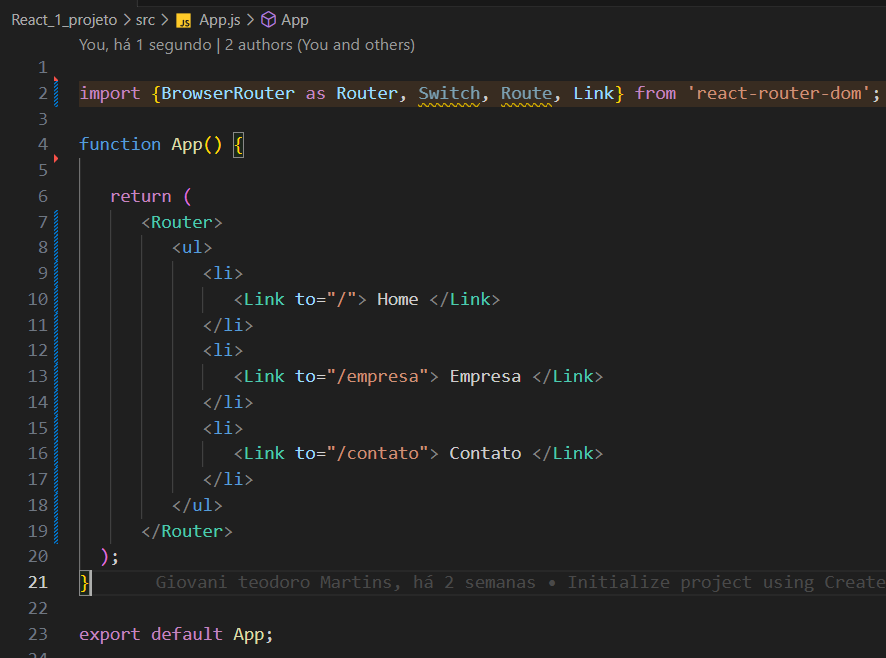 React_1_projeto > src > JS App.js > App
You, há 1 segundo | 2 authors (You and others)
1
2 import {BrowserRouter as Router, Switch, Route, Link} from 'react-router-dom';
3
4 function App() {
5
6 return (
7 <Router>
8 <ul>
9 <li>
10 <Link to="/"> Home </Link>
11 </li>
12 <li>
13 <Link to="/empresa"> Empresa </Link>
14 </li>
15 <li>
16 <Link to="/contato"> Contato </Link>
17 </li>
18 </ul>
19 </Router>
20 );
21 } Giovani teodoro Martins, há 2 semanas • Initialize project using Create
22
23 export default App;
24